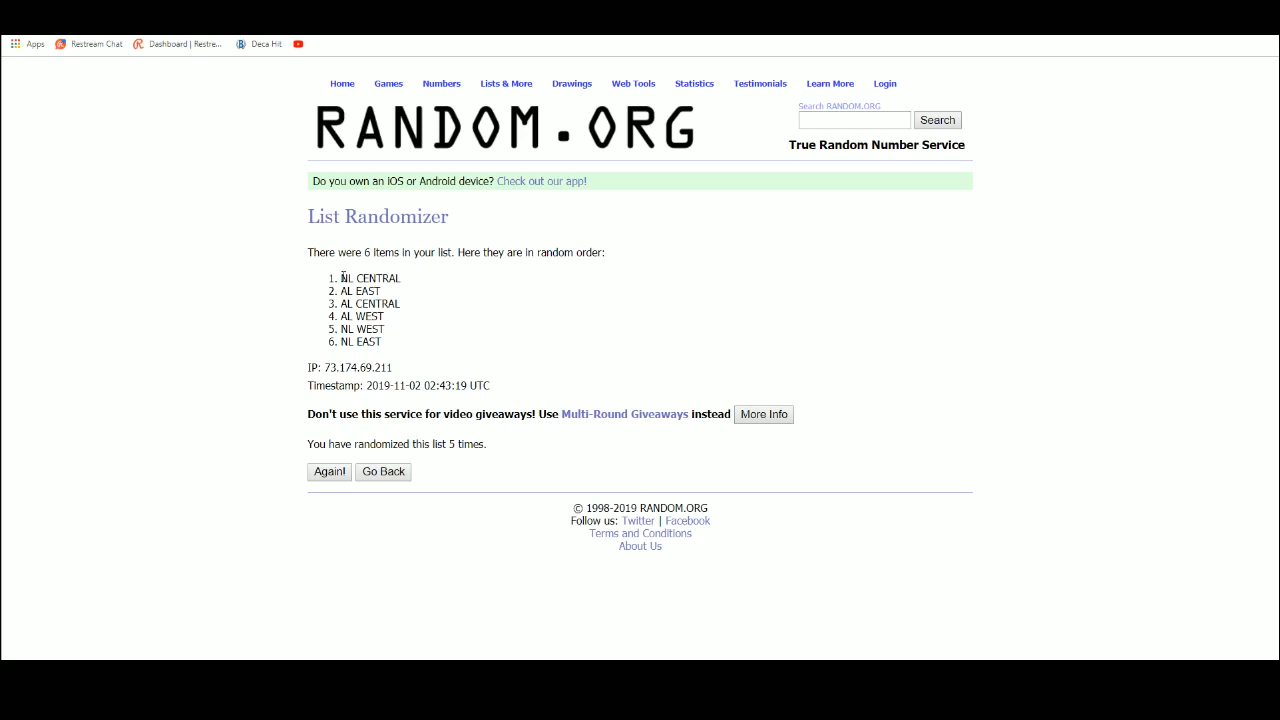 Apps Restream Chat Dashboard | Restre... Deca Hit
Home Games Numbers Lists & More Drawings Web Tools Statistics Testimonials Learn More Login
RANDOM.ORG
Search RANDOM.ORG
Search
True Random Number Service
Do you own an iOS or Android device? Check out our app!
List Randomizer
There were 6 items in your list. Here they are in random order:
1. NL CENTRAL
2. AL EAST
3. AL CENTRAL
4. AL WEST
5. NL WEST
6. NL EAST
IP: 73.174.69.211
Timestamp: 2019-11-02 02:43:19 UTC
Don't use this service for video giveaways! Use Multi-Round Giveaways instead More Info
You have randomized this list 5 times.
Again! Go Back
© 1998-2019 RANDOM.ORG
Follow us: Twitter | Facebook
Terms and Conditions
About Us